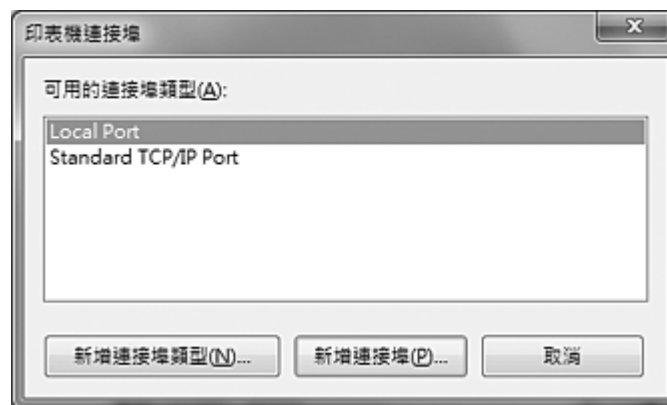 印表機連接埠
可用的連接埠類型(A):
Local Port
Standard TCP/IP Port
新增連接埠類型(N)...
新增連接埠(P)...
取消